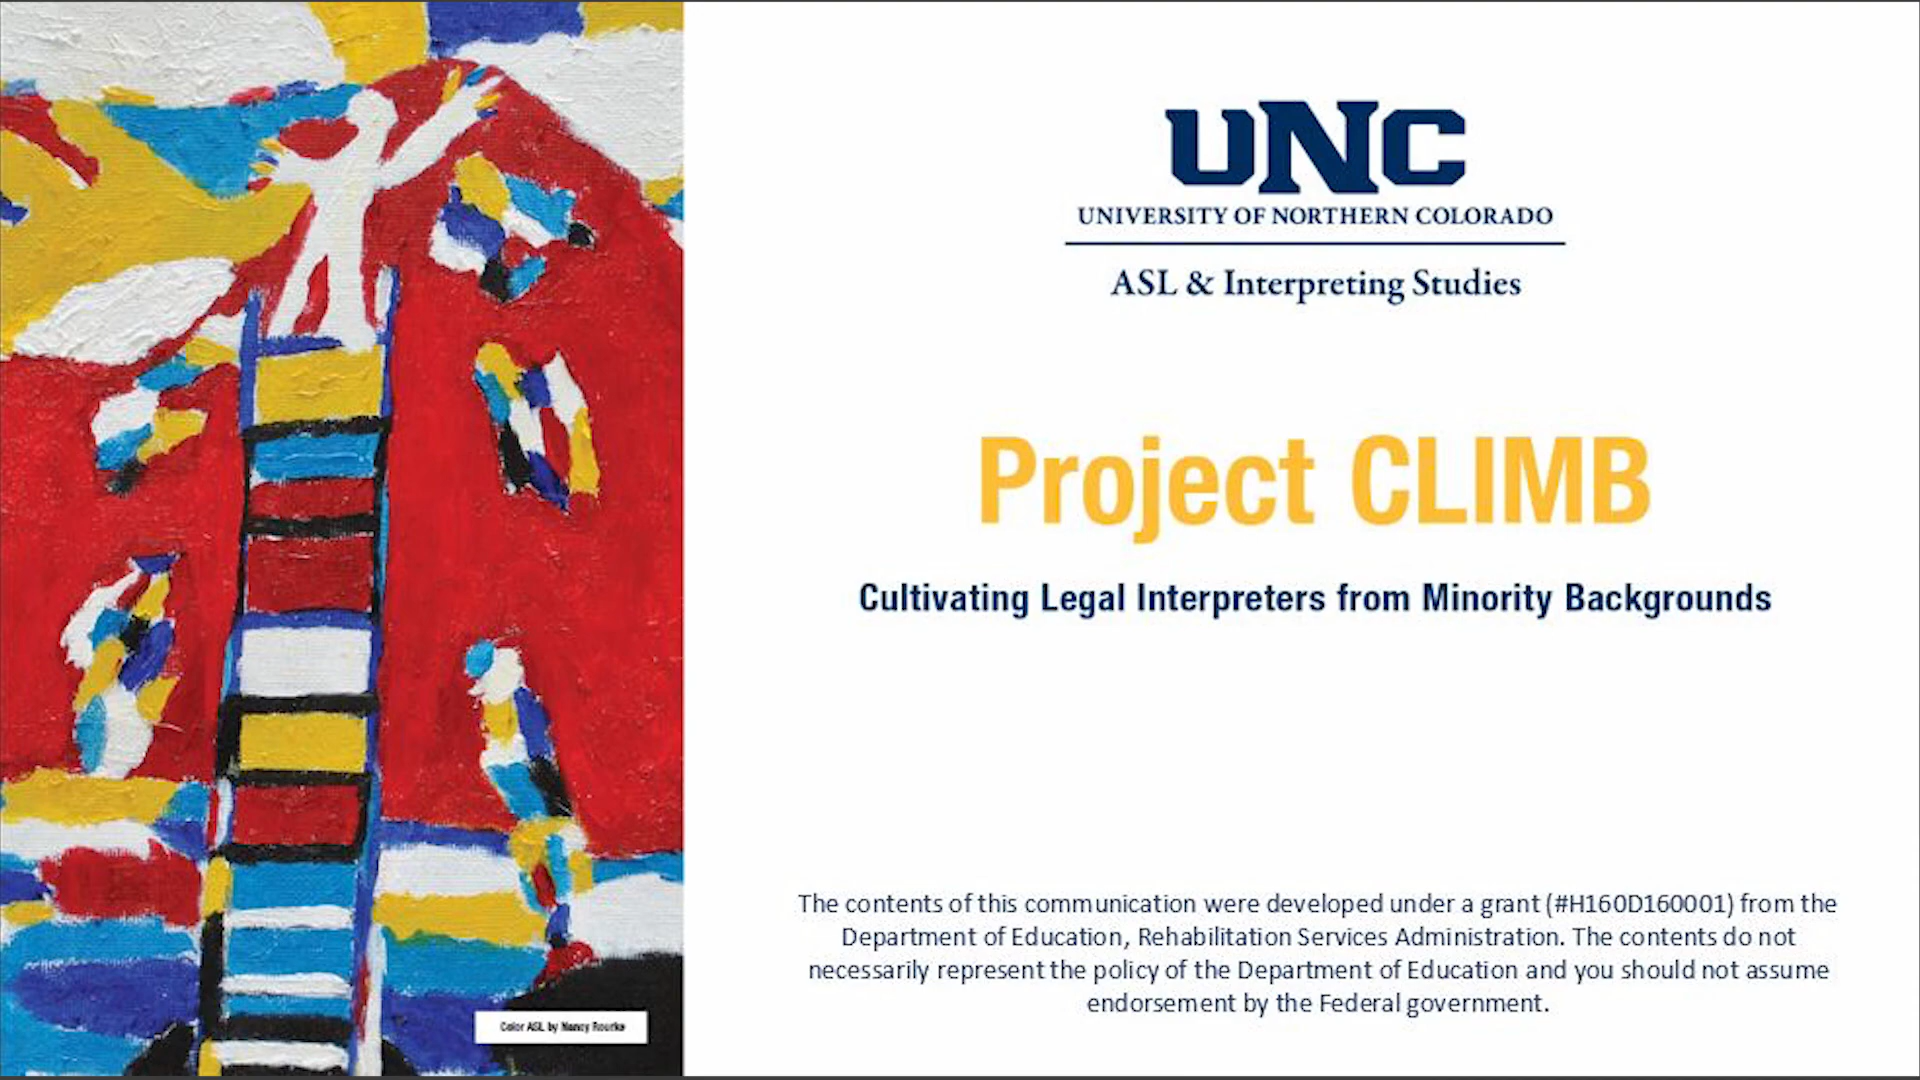 UNC
UNIVERSITY OF NORTHERN COLORADO
ASL & Interpreting Studies
Project CLIMB
Cultivating Legal Interpreters from Minority Backgrounds
The contents of this communication were developed under a grant (#H160D160001) from the
Department of Education, Rehabilitation Services Administration. The contents do not
necessarily represent the policy of the Department of Education and you should not assume
endorsement by the Federal government.
Color ASL by Nancy Rourke